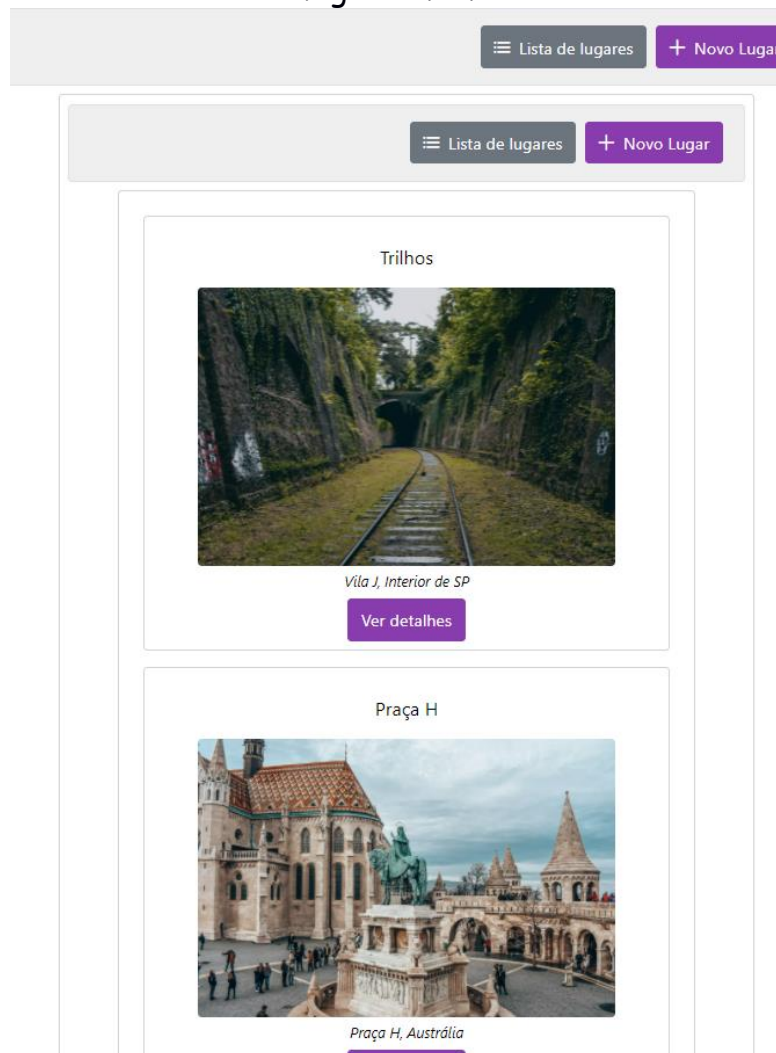 Lista de lugares + Novo Lugar
Lista de lugares + Novo Lugar
Trilhos
Vila J, Interior de SP
Ver detalhes
Praça H
Praça H, Austrália